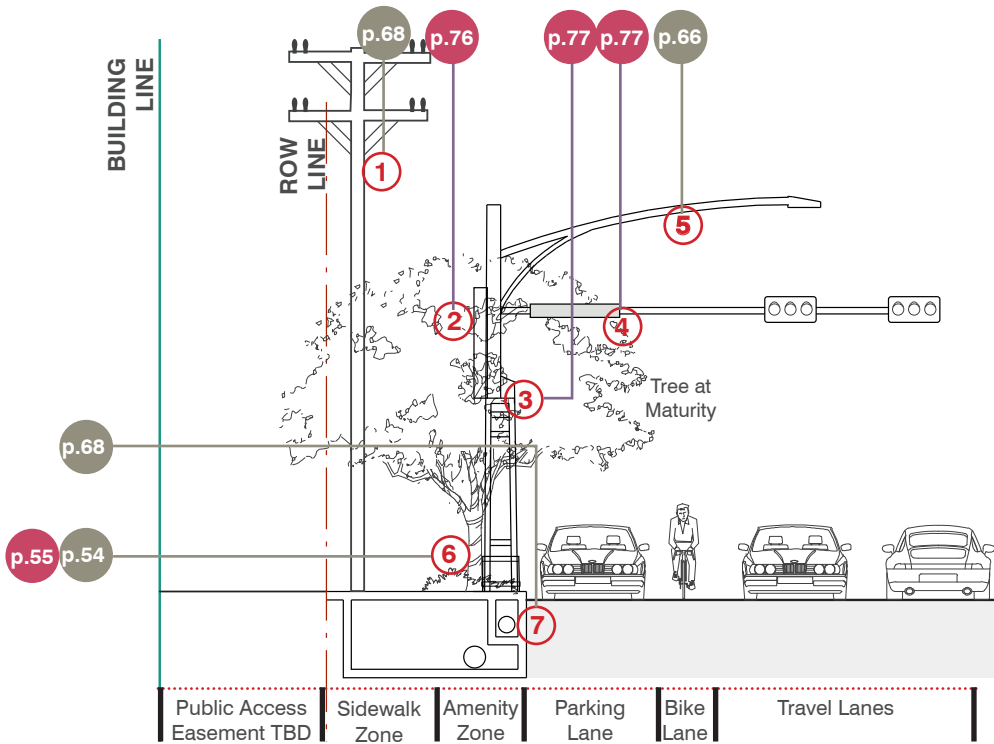 p.68
p.76
p.77
p.77
p.66
BUILDING
LINE
ROW
LINE
1
5
2
4
3
Tree at
Maturity
p.68
p.55
p.54
6
7
Public Access
Easement TBD
Sidewalk
Zone
Amenity
Zone
Parking
Lane
Bike
Lane
Travel Lanes